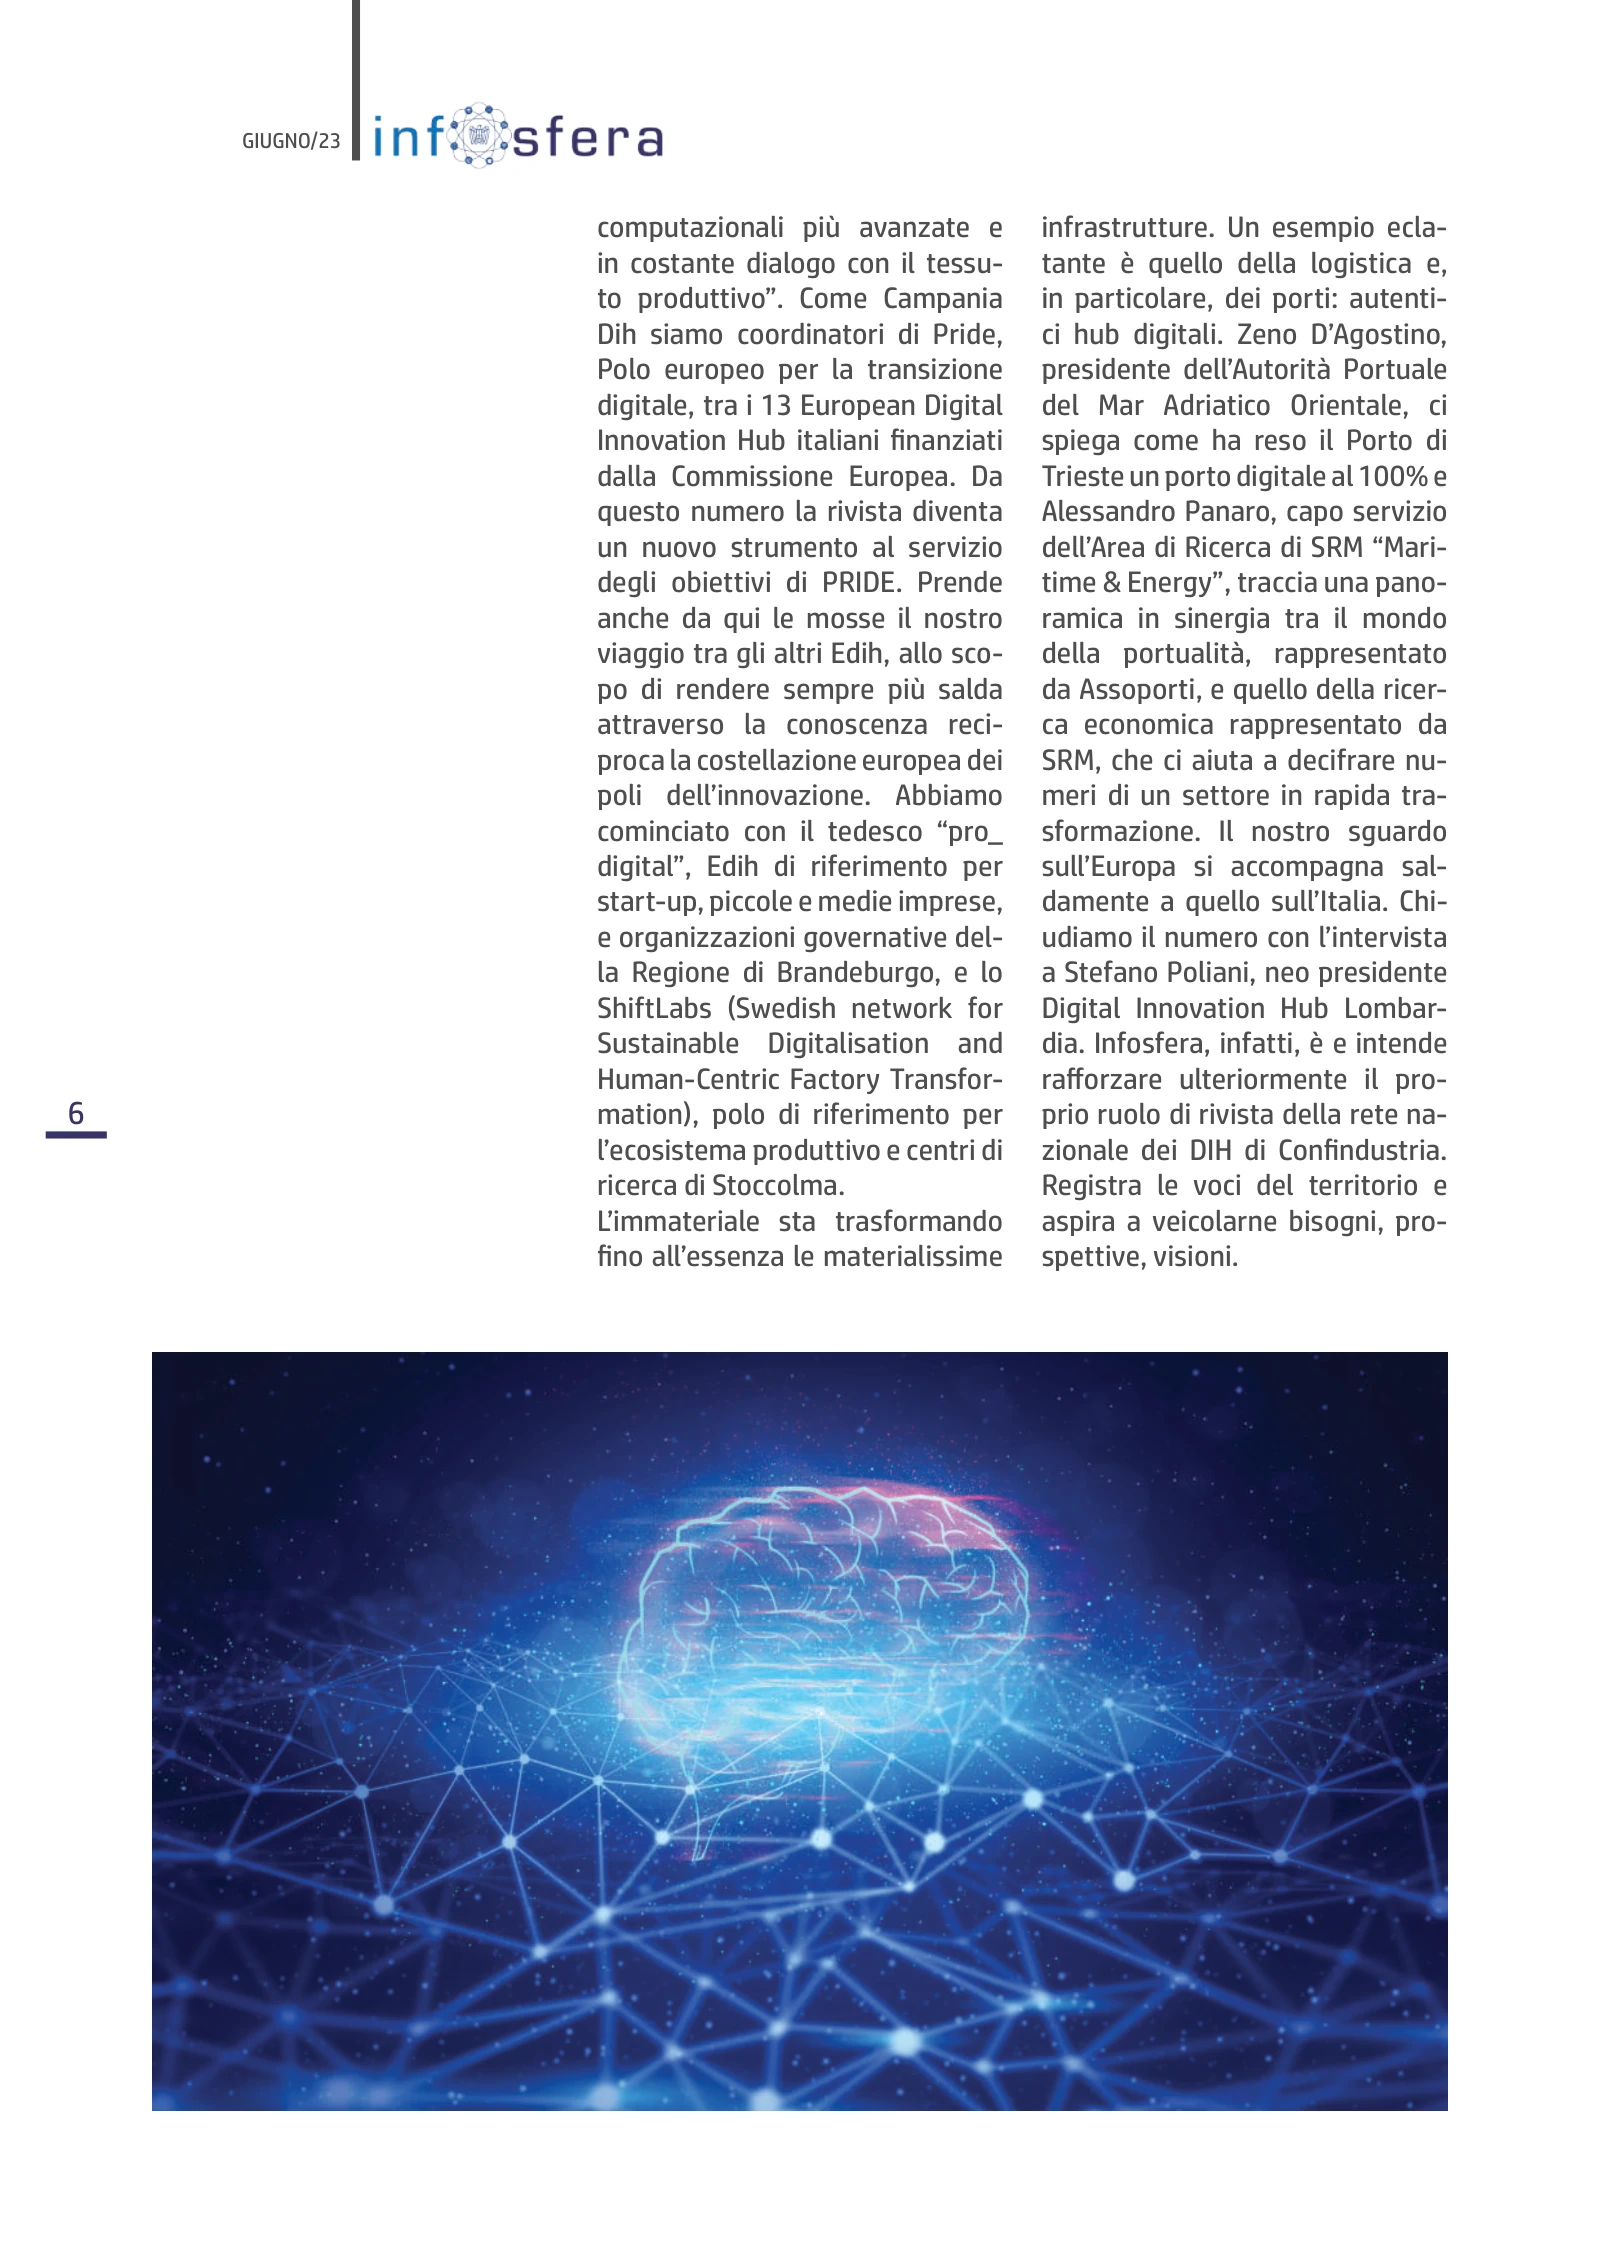 GIUGNO/23
infosfera
computazionali più avanzate e
in costante dialogo con il tessu-
to produttivo”. Come Campania
Dih siamo coordinatori di Pride,
Polo europeo per la transizione
digitale, tra i 13 European Digital
Innovation Hub italiani finanziati
dalla Commissione Europea. Da
questo numero la rivista diventa
un nuovo strumento al servizio
degli obiettivi di PRIDE. Prende
anche da qui le mosse il nostro
viaggio tra gli altri Edih, allo sco-
po di rendere sempre più salda
attraverso la conoscenza reci-
proca la costellazione europea dei
poli dell’innovazione. Abbiamo
cominciato con il tedesco “pro_
digital”, Edih di riferimento per
start-up, piccole e medie imprese,
e organizzazioni governative del-
la Regione di Brandeburgo, e lo
ShiftLabs (Swedish network for
Sustainable Digitalisation and
Human-Centric Factory Transfor-
mation), polo di riferimento per
l’ecosistema produttivo e centri di
ricerca di Stoccolma.
L’immateriale sta trasformando
fino all’essenza le materialissime
infrastrutture. Un esempio ecla-
tante è quello della logistica e,
in particolare, dei porti: autenti-
ci hub digitali. Zeno D’Agostino,
presidente dell’Autorità Portuale
del Mar Adriatico Orientale, ci
spiega come ha reso il Porto di
Trieste un porto digitale al 100% e
Alessandro Panaro, capo servizio
dell’Area di Ricerca di SRM “Mari-
time & Energy”, traccia una pano-
ramica in sinergia tra il mondo
della portualità, rappresentato
da Assoporti, e quello della ricer-
ca economica rappresentato da
SRM, che ci aiuta a decifrare nu-
meri di un settore in rapida tra-
sformazione. Il nostro sguardo
sull’Europa si accompagna sal-
damente a quello sull’Italia. Chi-
udiamo il numero con l’intervista
a Stefano Poliani, neo presidente
Digital Innovation Hub Lombar-
dia. Infosfera, infatti, è e intende
rafforzare ulteriormente il pro-
prio ruolo di rivista della rete na-
zionale dei DIH di Confindustria.
Registra le voci del territorio e
aspira a veicolarne bisogni, pro-
spettive, visioni.
6